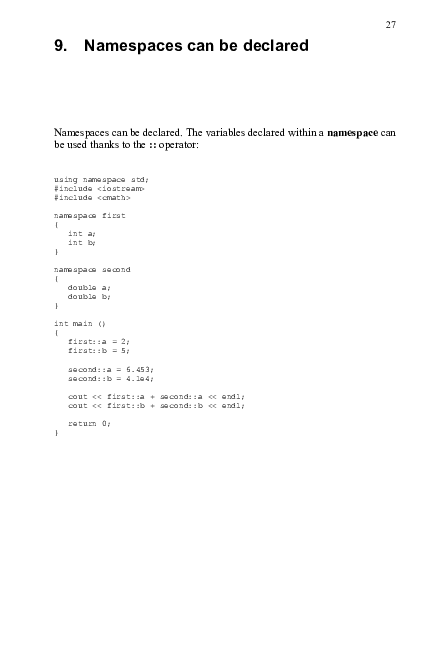 27
9. Namespaces can be declared
Namespaces can be declared. The variables declared within a namespace can
be used thanks to the :: operator:
using namespace std;
#include <iostream>
#include <cmath>
namespace first
{
int a;
int b;
}
namespace second
{
double a;
double b;
}
int main ()
{
first::a = 2;
first::b = 5;
second::a = 6.453;
second::b = 4.1e4;
cout << first::a + second::a << endl;
cout << first::b + second::b << endl;
return 0;
}